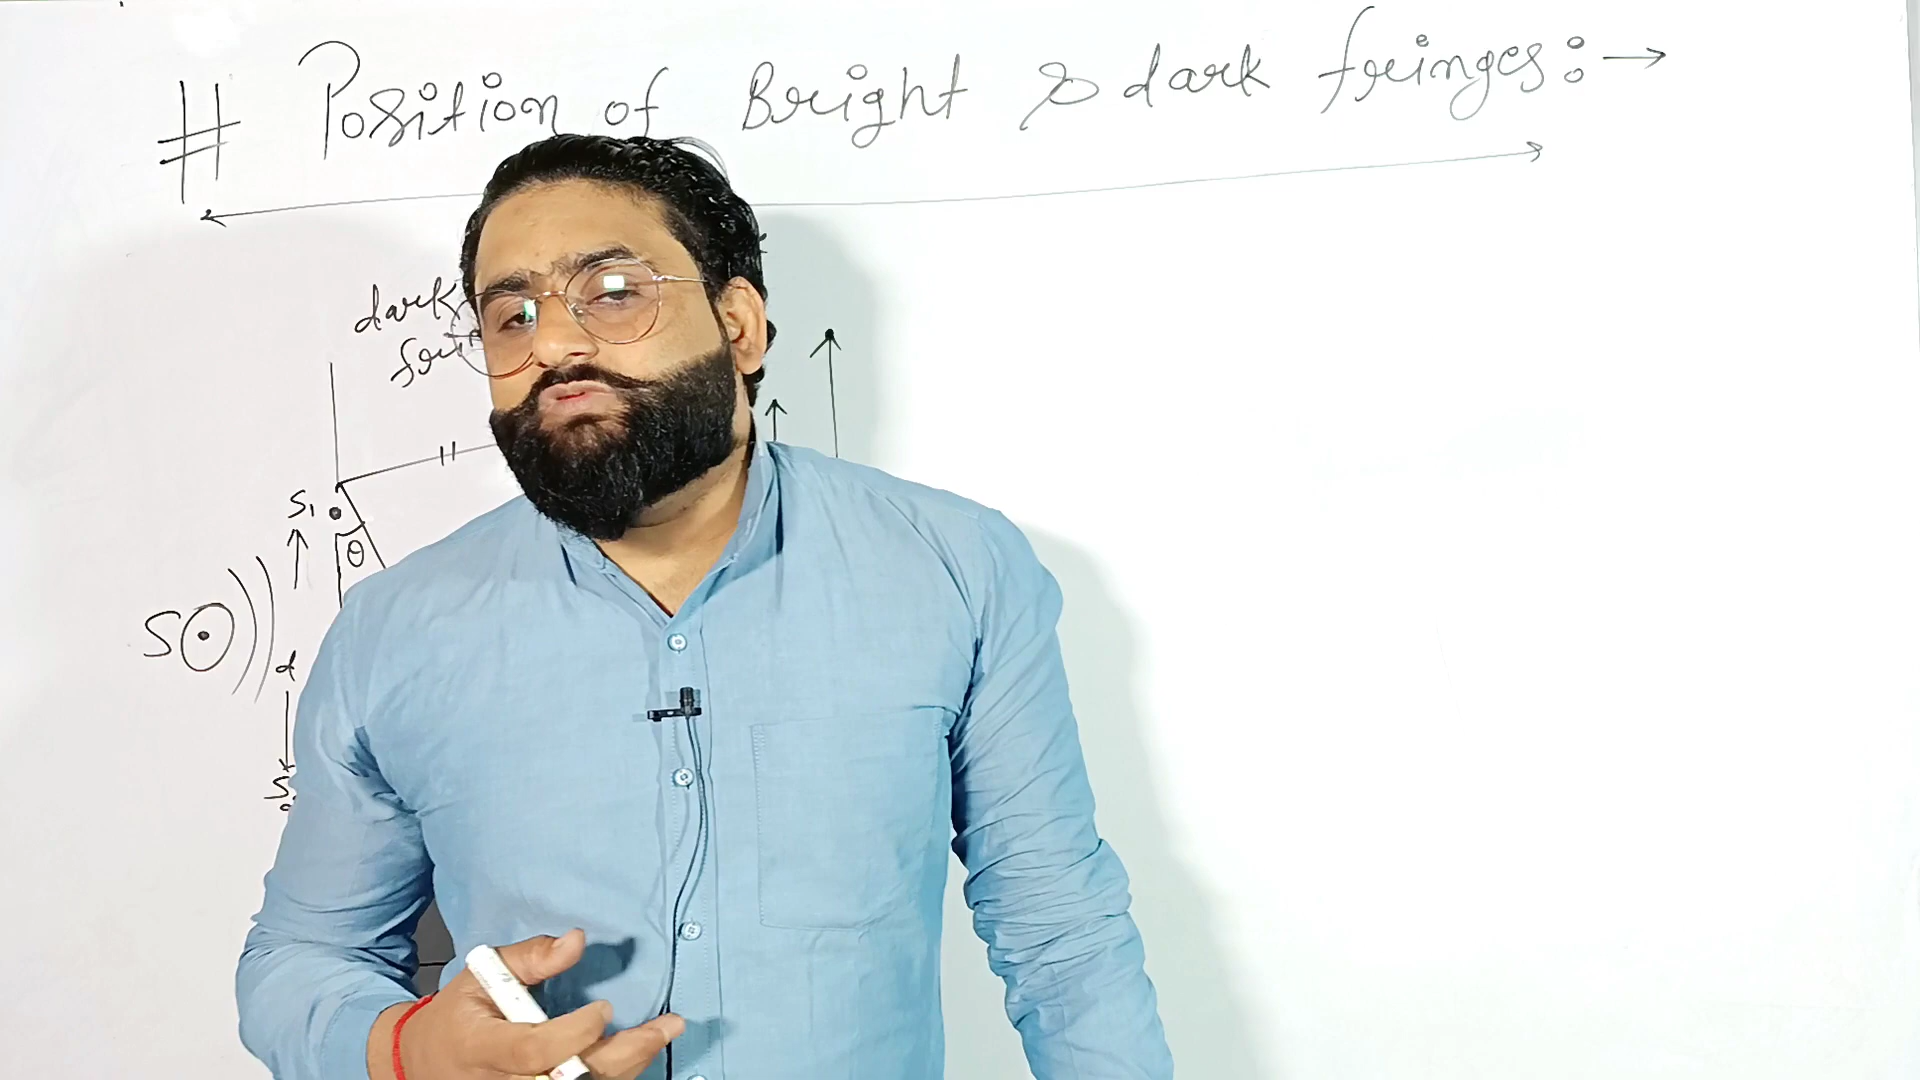 # Position of Bright & dark fringes :→
dark
S₁
θ
S
d
S